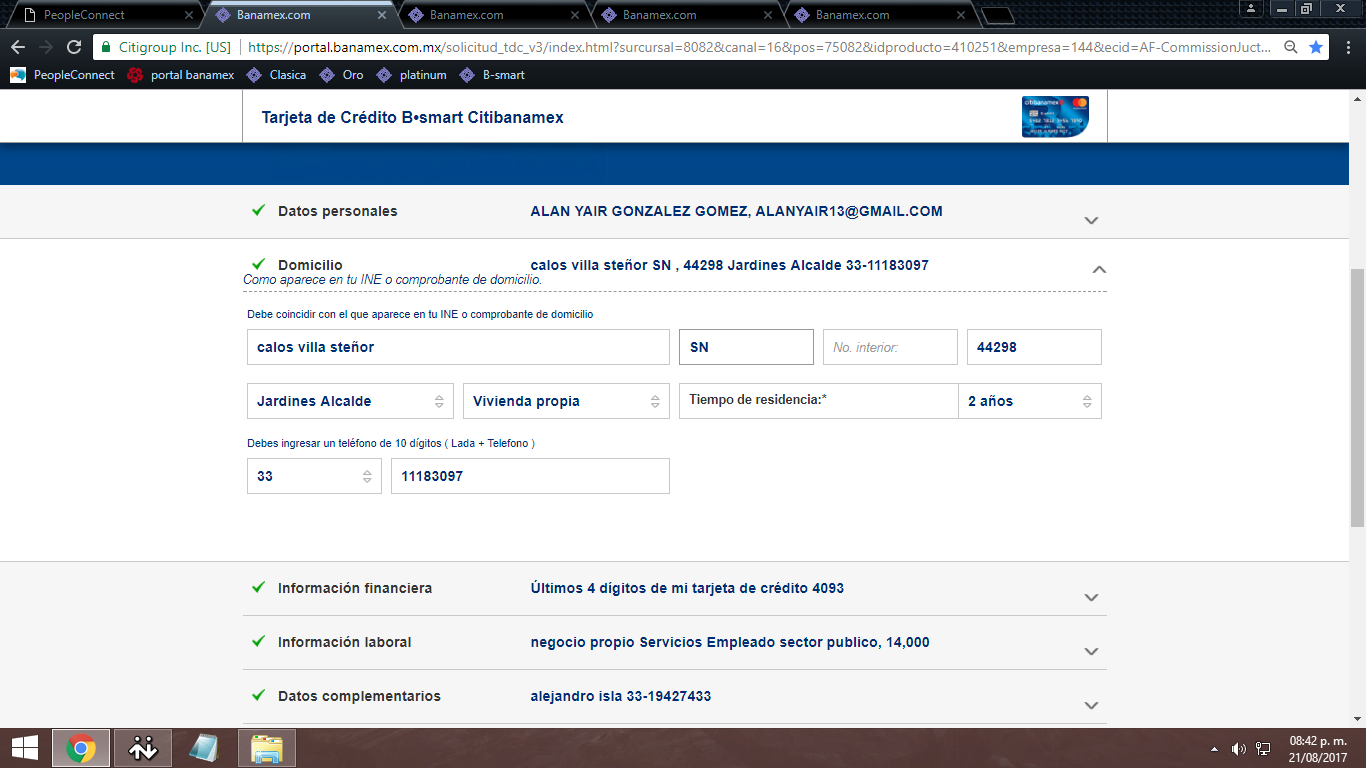 PeopleConnect
Banamex.com
Banamex.com
Banamex.com
Banamex.com
Citigroup Inc. [US] https://portal.banamex.com.mx/solicitud_tdc_v3/index.html?surcursal=8082&canal=16&pos=75082&idproducto=410251&empresa=144&ecid=AF-CommissionJuct...
PeopleConnect portal banamex Clasica Oro platinum B-smart
Tarjeta de Crédito B•smart Citibanamex
citibanamex
Datos personales ALAN YAIR GONZALEZ GOMEZ, ALANYAIR13@GMAIL.COM
Domicilio calos villa steñor SN , 44298 Jardines Alcalde 33-11183097
Como aparece en tu INE o comprobante de domicilio.
Debe coincidir con el que aparece en tu INE o comprobante de domicilio
calos villa steñor SN No. interior: 44298
Jardines Alcalde Vivienda propia Tiempo de residencia:* 2 años
Debes ingresar un teléfono de 10 dígitos ( Lada + Telefono )
33 11183097
Información financiera Últimos 4 dígitos de mi tarjeta de crédito 4093
Información laboral negocio propio Servicios Empleado sector publico, 14,000
Datos complementarios alejandro isla 33-19427433
08:42 p. m.
21/08/2017